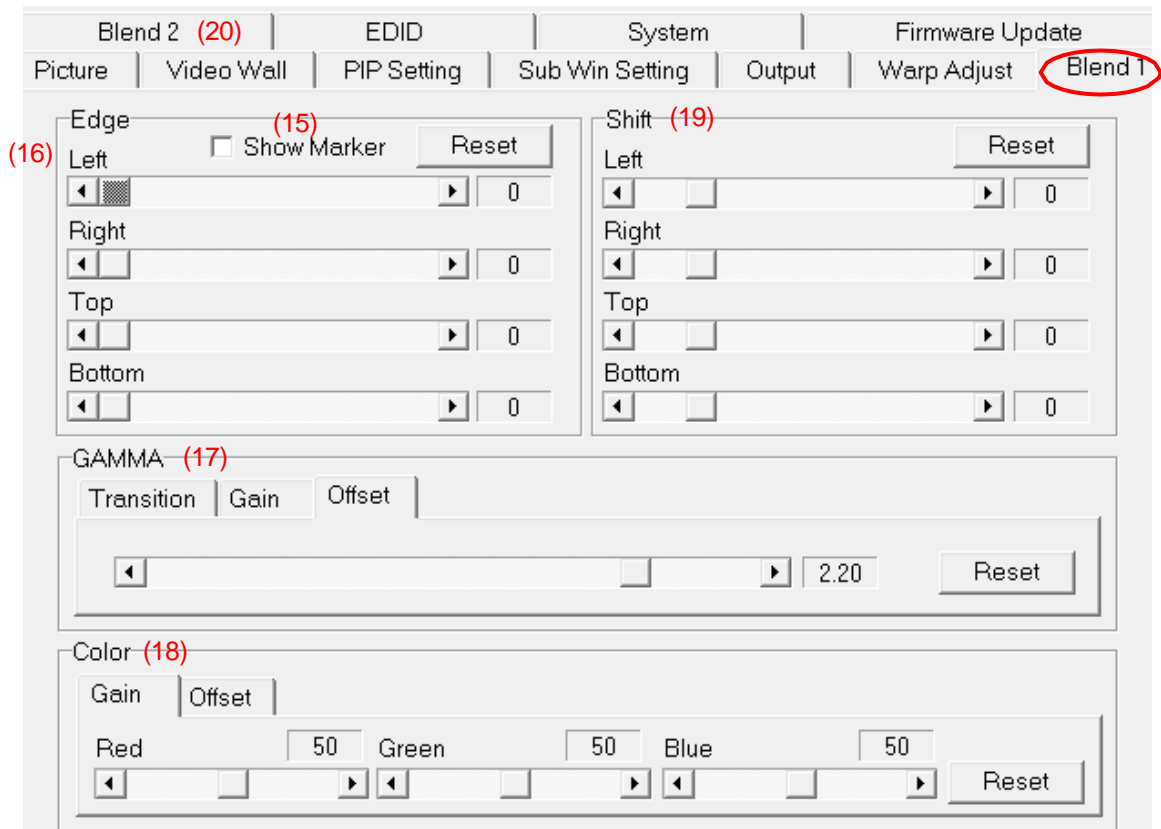 Blend 2 (20) EDID System Firmware Update
Picture Video Wall PIP Setting Sub Win Setting Output Warp Adjust Blend 1
Edge (15) Shift (19)
(16) Left Show Marker Reset Left Reset
0 0
Right Right
0 0
Top Top
0 0
Bottom Bottom
0 0
GAMMA (17)
Transition Gain Offset
2.20 Reset
Color (18)
Gain Offset
Red 50 Green 50 Blue 50
Reset